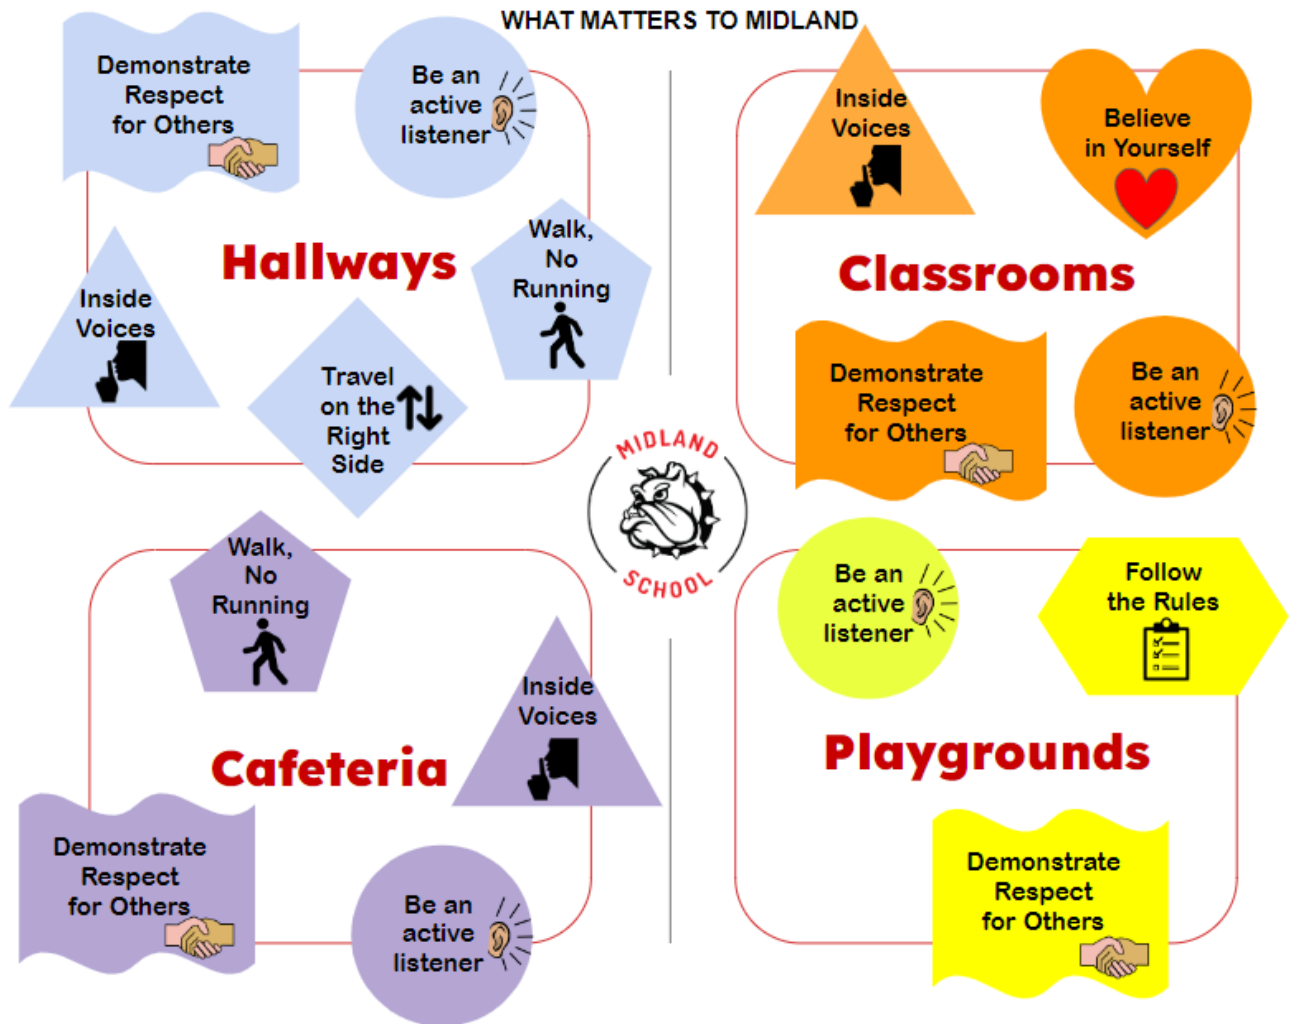 WHAT MATTERS TO MIDLAND
Demonstrate
Respect
for Others
Be an
active
listener
Hallways
Walk,
No
Running
Inside
Voices
Travel
on the
Right
Side
Inside
Voices
Believe
in Yourself
Classrooms
Demonstrate
Respect
for Others
Be an
active
listener
MIDLAND
SCHOOL
Walk,
No
Running
Inside
Voices
Cafeteria
Demonstrate
Respect
for Others
Be an
active
listener
Be an
active
listener
Follow
the Rules
Playgrounds
Demonstrate
Respect
for Others